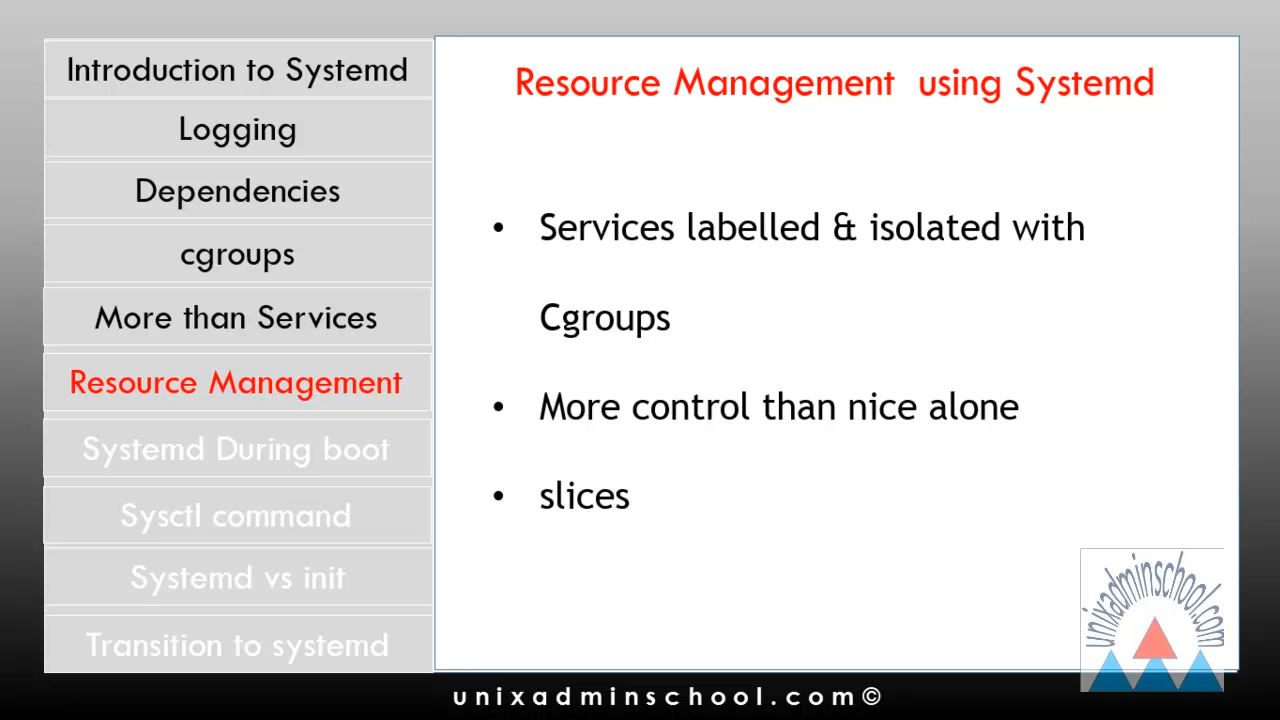 Introduction to Systemd
Logging
Dependencies
cgroups
More than Services
Resource Management
Systemd During boot
Sysctl command
Systemd vs init
Transition to systemd
Resource Management using Systemd
• Services labelled & isolated with
Cgroups
• More control than nice alone
• slices
unixadminschool.com
unixadminschool.com©